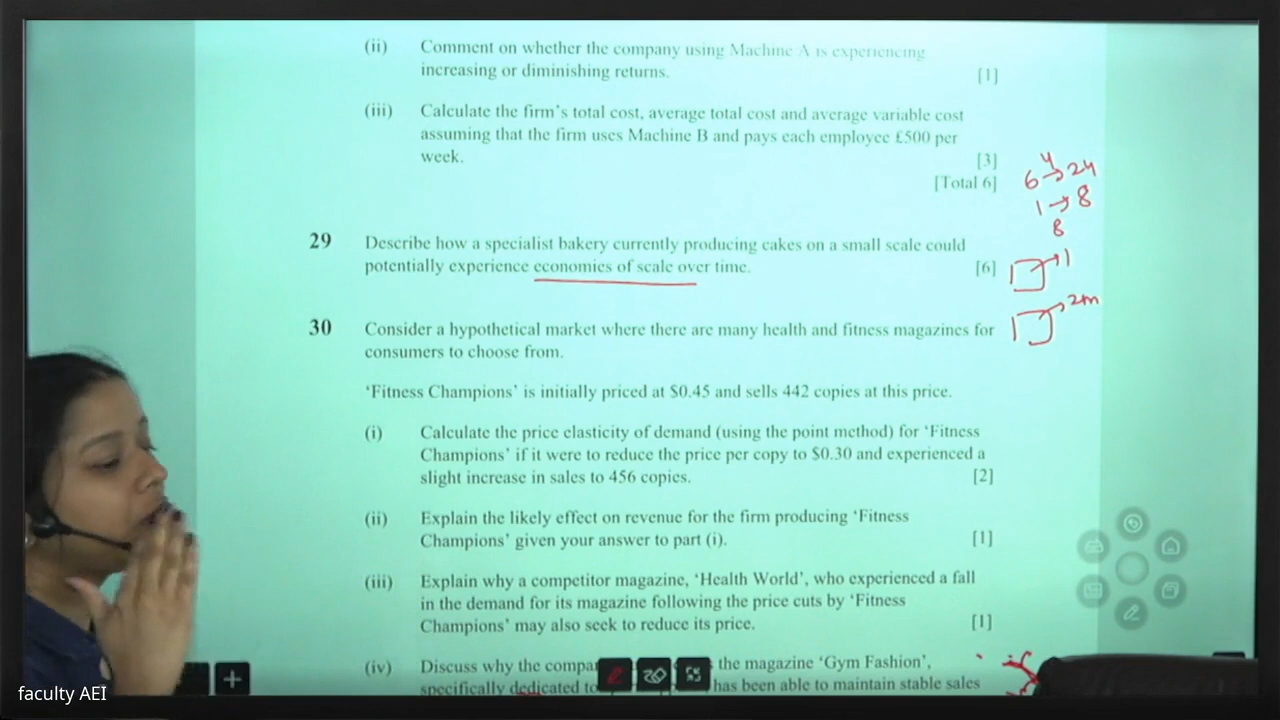 (ii) Comment on whether the company using Machine A is experiencing
increasing or diminishing returns. [1]
(iii) Calculate the firm's total cost, average total cost and average variable cost
assuming that the firm uses Machine B and pays each employee £500 per
week. [3]
[Total 6]
4
6 → 24
1 → 8
8
29 Describe how a specialist bakery currently producing cakes on a small scale could
potentially experience economies of scale over time. [6]
1
2m
30 Consider a hypothetical market where there are many health and fitness magazines for
consumers to choose from.
'Fitness Champions' is initially priced at $0.45 and sells 442 copies at this price.
(i) Calculate the price elasticity of demand (using the point method) for 'Fitness
Champions' if it were to reduce the price per copy to $0.30 and experienced a
slight increase in sales to 456 copies. [2]
(ii) Explain the likely effect on revenue for the firm producing 'Fitness
Champions' given your answer to part (i). [1]
(iii) Explain why a competitor magazine, 'Health World', who experienced a fall
in the demand for its magazine following the price cuts by 'Fitness
Champions' may also seek to reduce its price. [1]
(iv) Discuss why the the magazine 'Gym Fashion',
specifically dedicated to has been able to maintain stable sales
faculty AEI